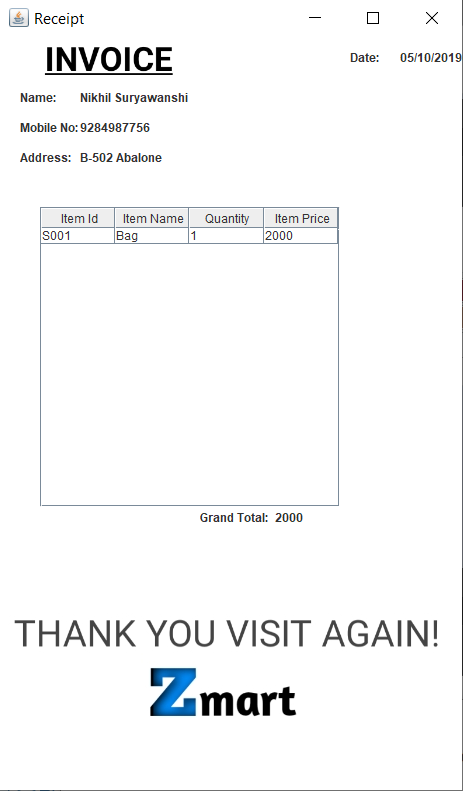 Receipt
INVOICE
Date: 05/10/2019
Name: Nikhil Suryawanshi
Mobile No: 9284987756
Address: B-502 Abalone
Item Id Item Name Quantity Item Price
S001 Bag 1 2000
Grand Total: 2000
THANK YOU VISIT AGAIN!
Zmart